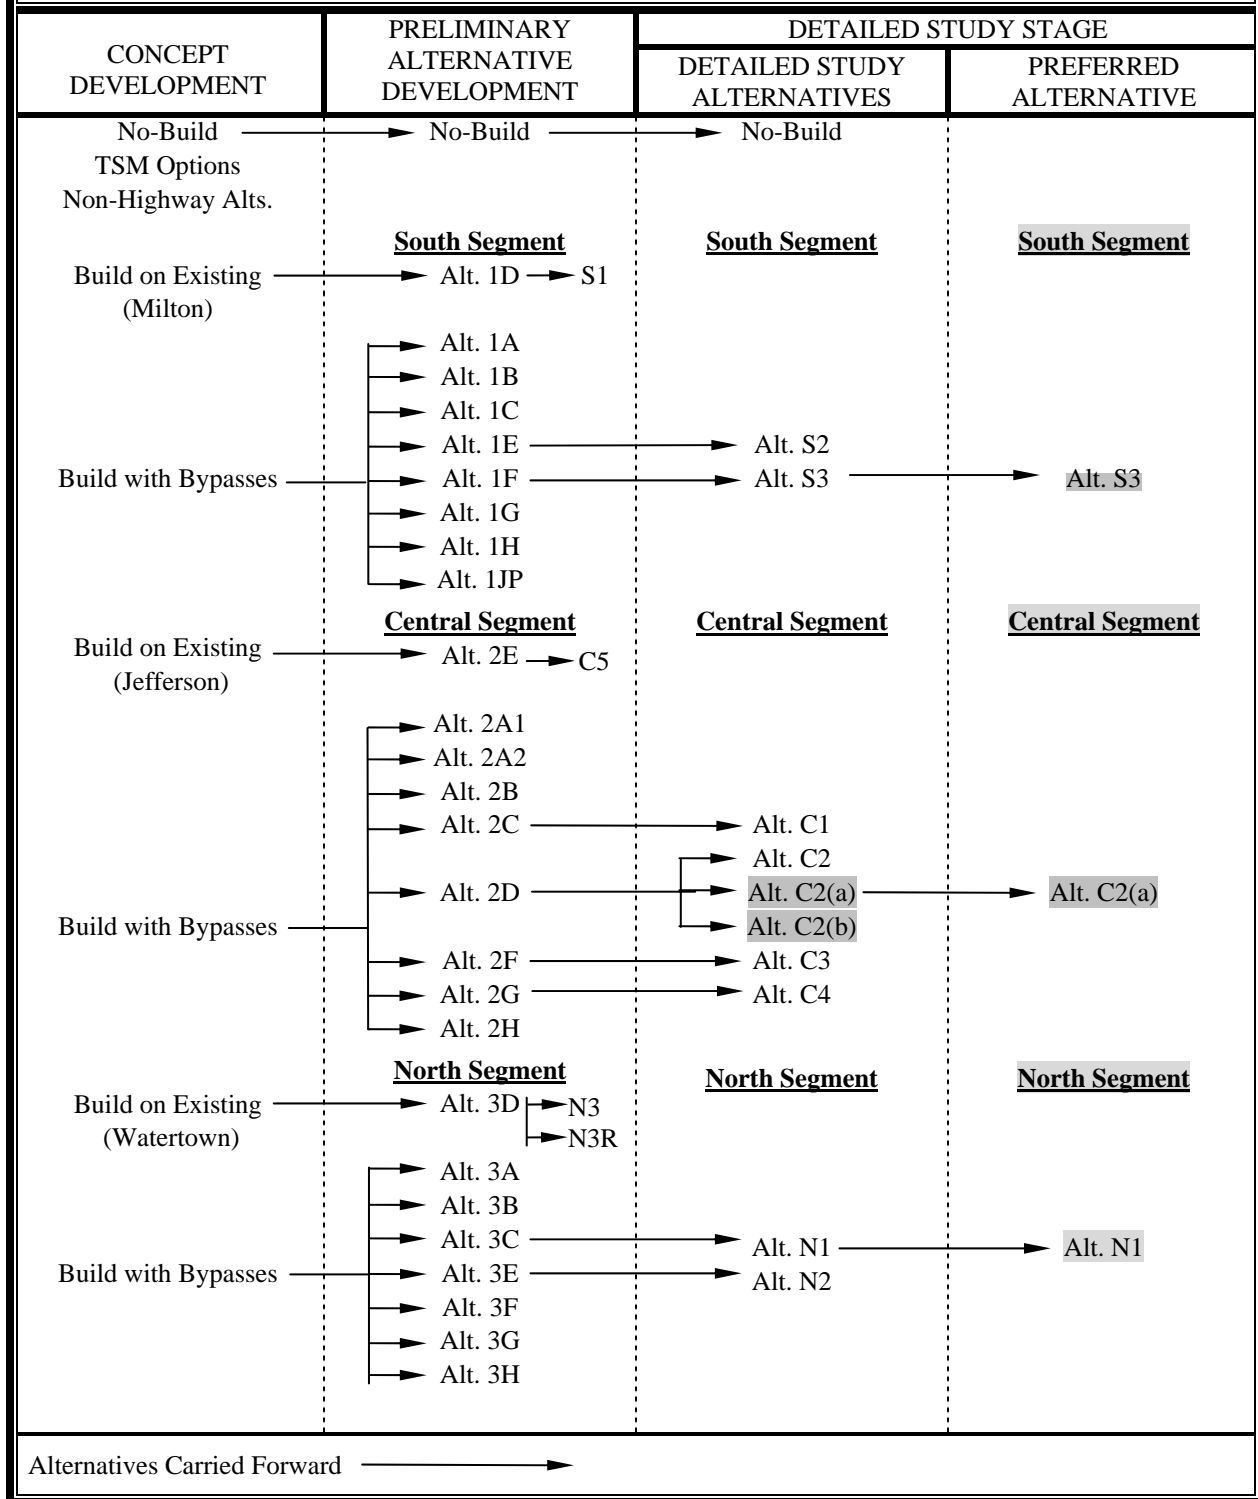 CONCEPT
DEVELOPMENT
PRELIMINARY
ALTERNATIVE
DEVELOPMENT
DETAILED STUDY STAGE
DETAILED STUDY
ALTERNATIVES
PREFERRED
ALTERNATIVE
No-Build No-Build No-Build
TSM Options
Non-Highway Alts.
South Segment South Segment South Segment
Build on Existing Alt. 1D S1
(Milton)
Alt. 1A
Alt. 1B
Alt. 1C
Alt. 1E Alt. S2
Build with Bypasses Alt. 1F Alt. S3 Alt. S3
Alt. 1G
Alt. 1H
Alt. 1JP
Central Segment Central Segment Central Segment
Build on Existing Alt. 2E C5
(Jefferson)
Alt. 2A1
Alt. 2A2
Alt. 2B
Alt. 2C Alt. C1
Alt. C2
Alt. 2D Alt. C2(a) Alt. C2(a)
Build with Bypasses Alt. C2(b)
Alt. 2F Alt. C3
Alt. 2G Alt. C4
Alt. 2H
North Segment North Segment North Segment
Build on Existing Alt. 3D N3
(Watertown) N3R
Alt. 3A
Alt. 3B
Alt. 3C Alt. N1 Alt. N1
Build with Bypasses Alt. 3E Alt. N2
Alt. 3F
Alt. 3G
Alt. 3H
Alternatives Carried Forward